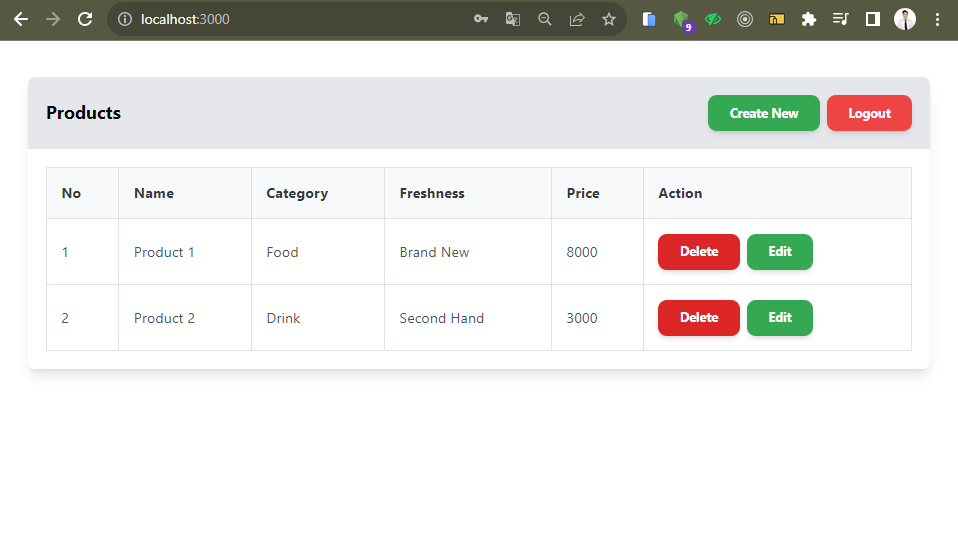 localhost:3000
9
Products
Create New
Logout
No Name Category Freshness Price Action
1 Product 1 Food Brand New 8000 Delete Edit
2 Product 2 Drink Second Hand 3000 Delete Edit